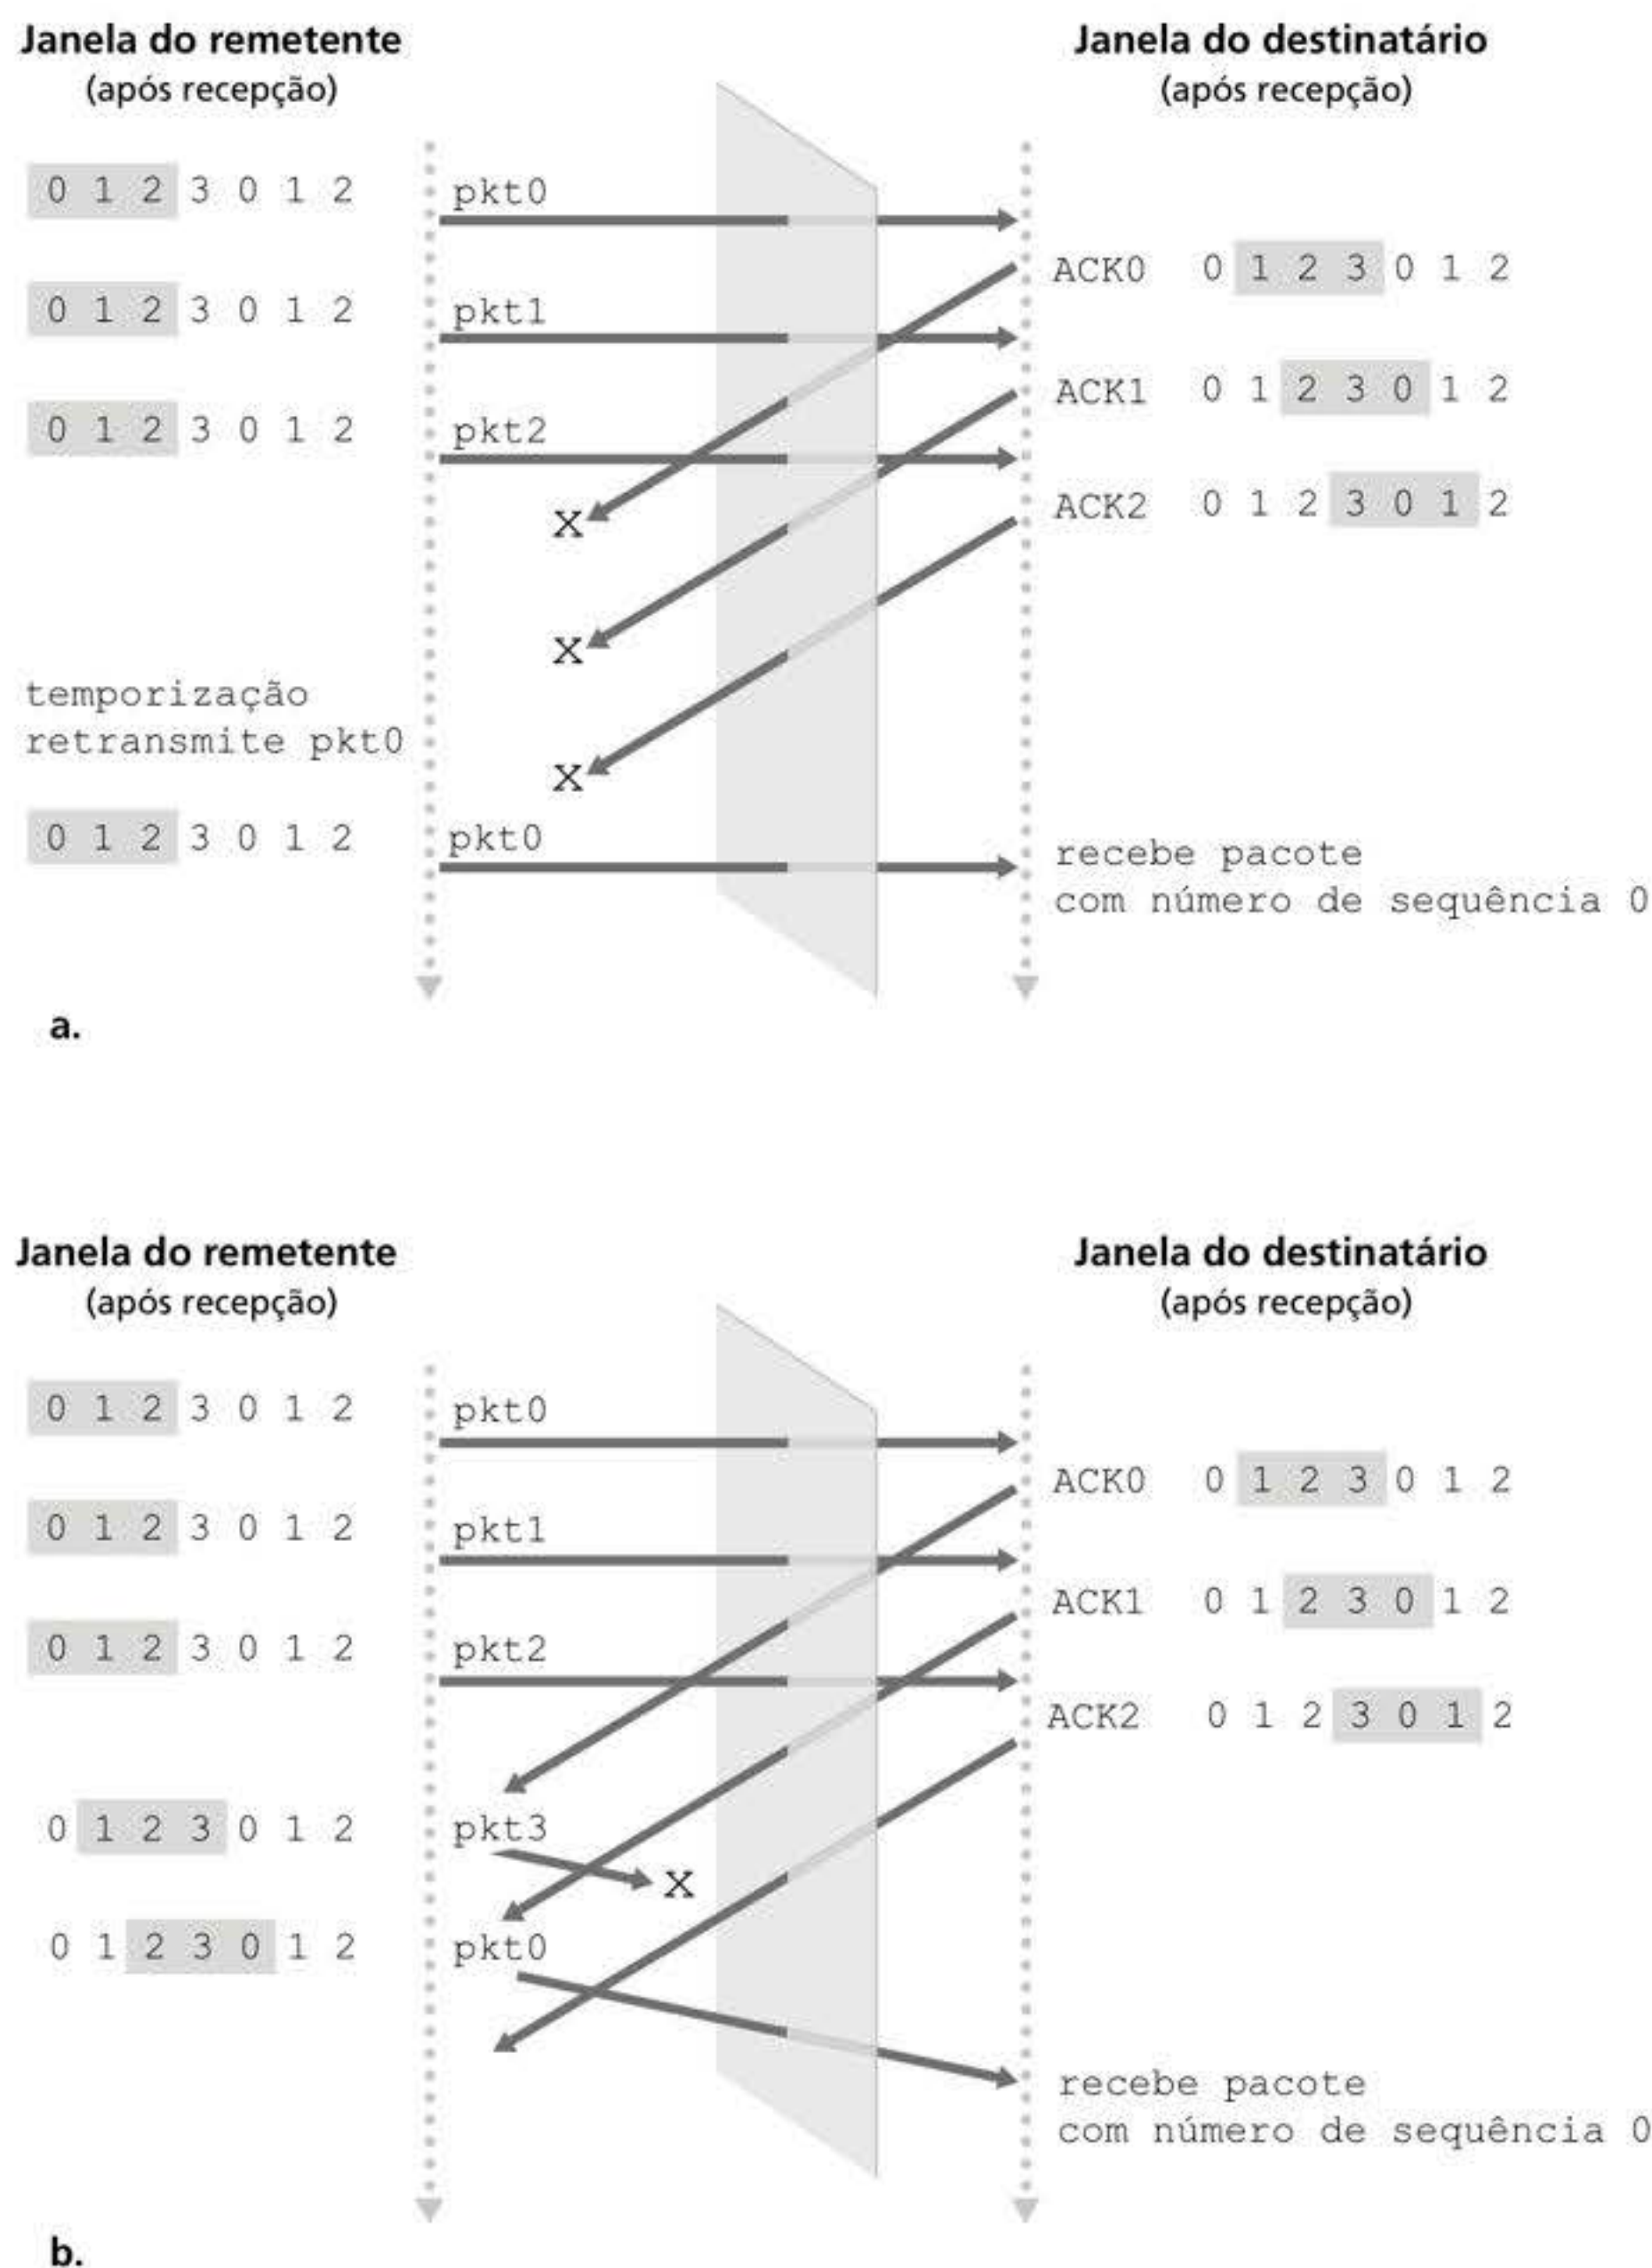 Janela do remetente
(após recepção)
Janela do destinatário
(após recepção)
0 1 2 3 0 1 2
pkt0
ACK0 0 1 2 3 0 1 2
0 1 2 3 0 1 2
pkt1
ACK1 0 1 2 3 0 1 2
0 1 2 3 0 1 2
pkt2
ACK2 0 1 2 3 0 1 2
X
X
temporização
retransmite pkt0
X
0 1 2 3 0 1 2
pkt0
recebe pacote
com número de sequência 0
a.
Janela do remetente
(após recepção)
Janela do destinatário
(após recepção)
0 1 2 3 0 1 2
pkt0
ACK0 0 1 2 3 0 1 2
0 1 2 3 0 1 2
pkt1
ACK1 0 1 2 3 0 1 2
0 1 2 3 0 1 2
pkt2
ACK2 0 1 2 3 0 1 2
0 1 2 3 0 1 2
pkt3
X
0 1 2 3 0 1 2
pkt0
recebe pacote
com número de sequência 0
b.